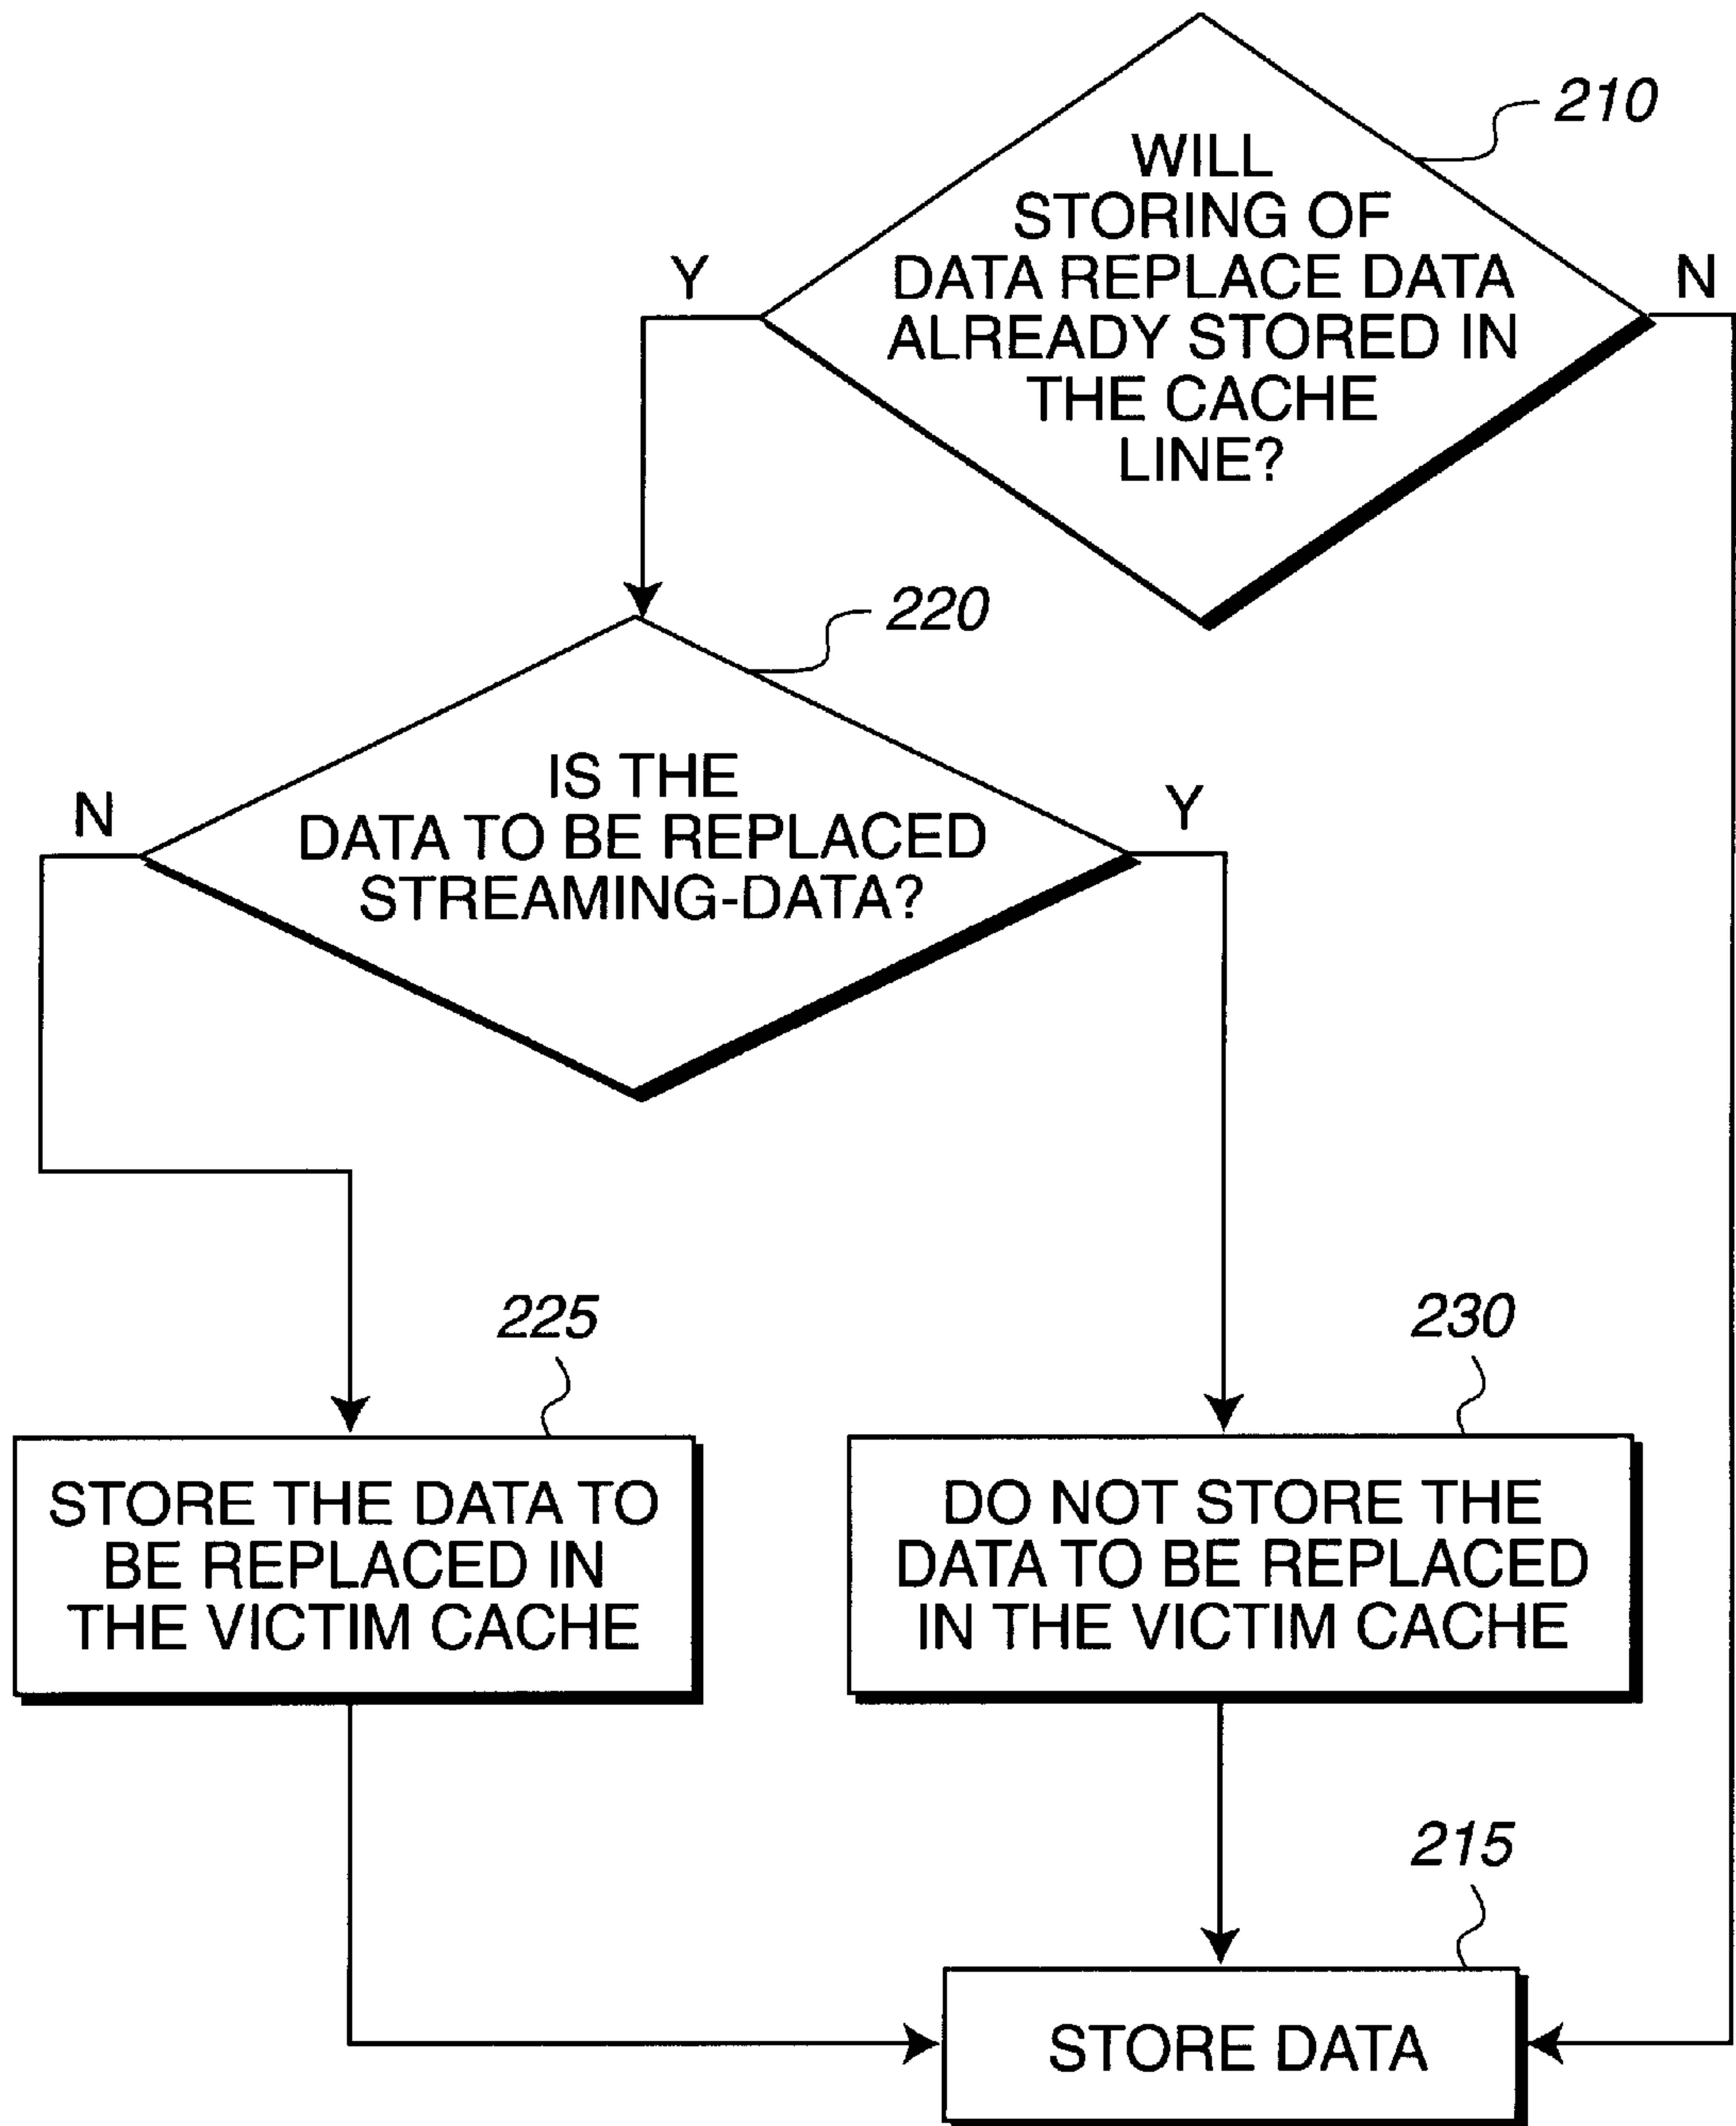 210
WILL
STORING OF
DATA REPLACE DATA
ALREADY STORED IN
THE CACHE
LINE?
Y
N
220
IS THE
DATA TO BE REPLACED
STREAMING-DATA?
N
Y
225
STORE THE DATA TO
BE REPLACED IN
THE VICTIM CACHE
230
DO NOT STORE THE
DATA TO BE REPLACED
IN THE VICTIM CACHE
215
STORE DATA